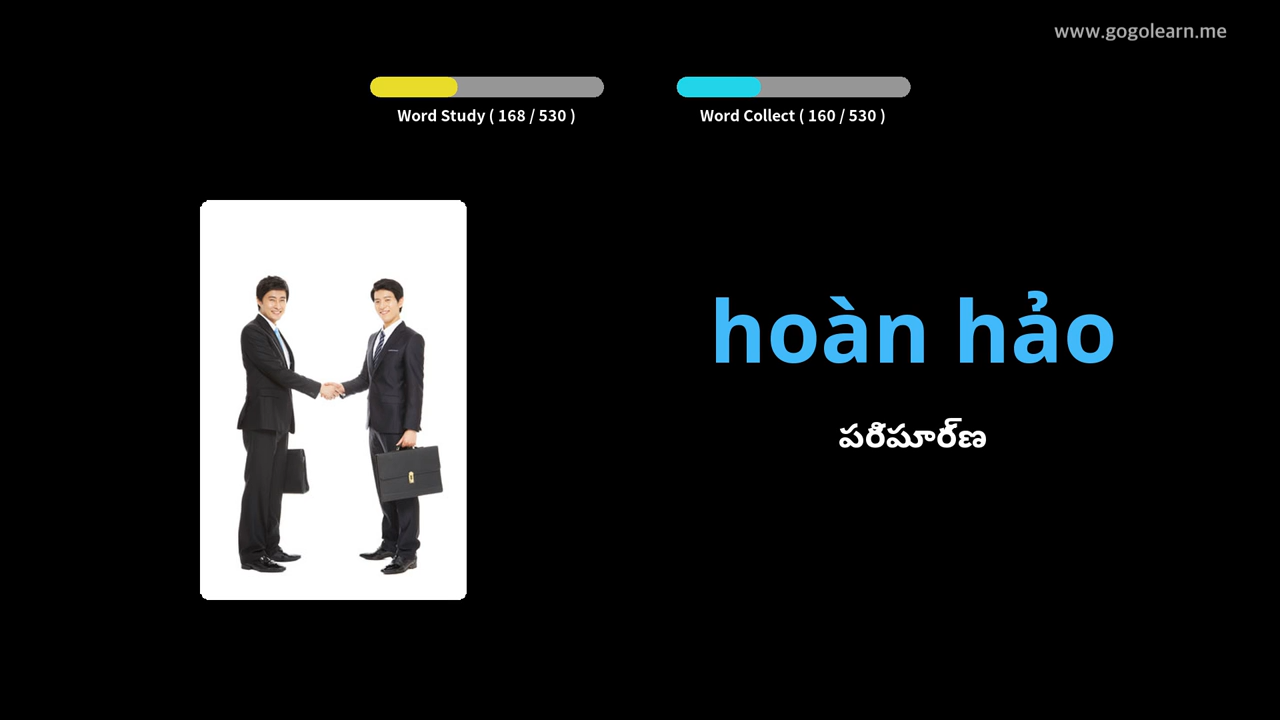 www.gogolearn.me
Word Study ( 168 / 530 )
Word Collect ( 160 / 530 )
hoàn hảo
పరిపూర్ణ